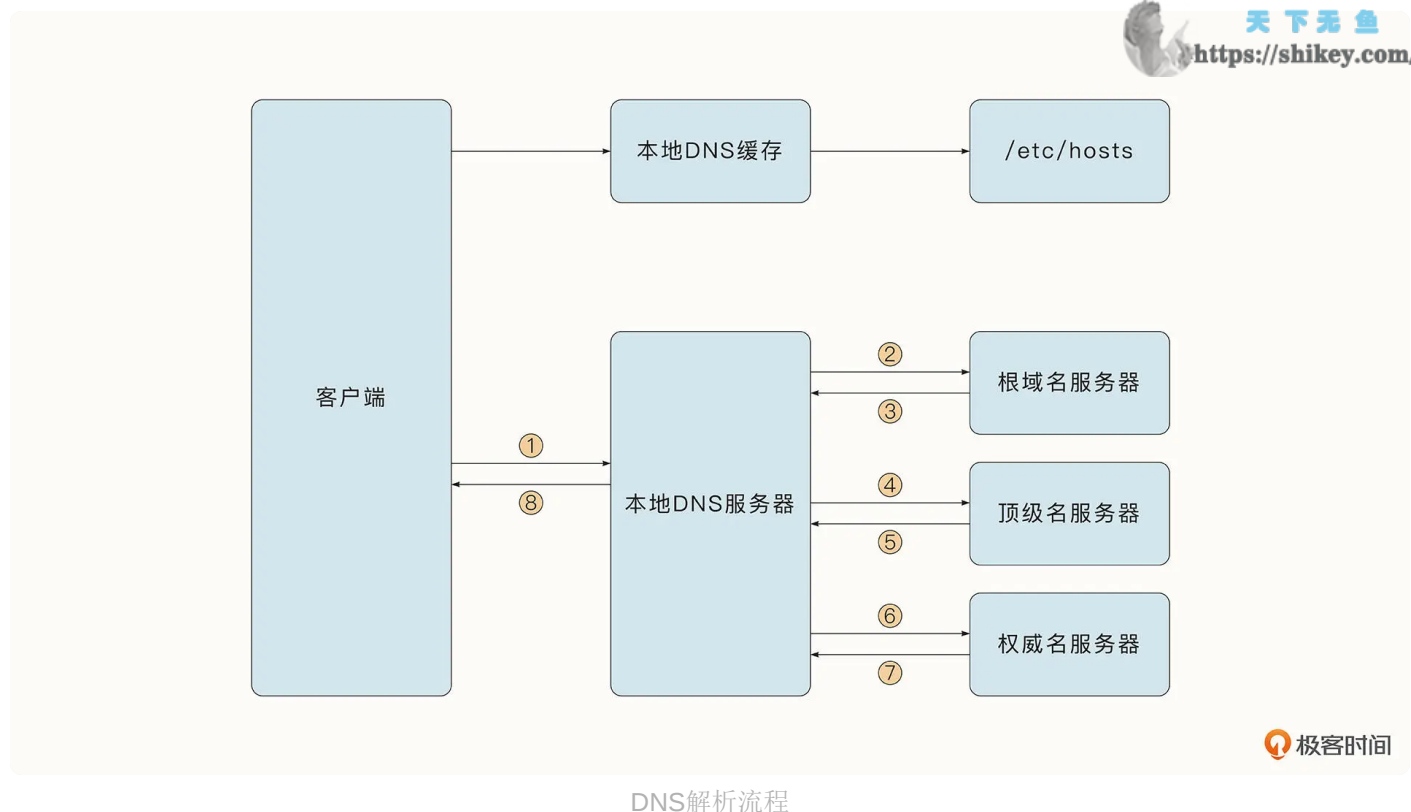 天下无鱼
https://shikey.com/
本地DNS缓存
/etc/hosts
客户端
①
⑧
本地DNS服务器
②
③
根域名服务器
④
⑤
顶级名服务器
⑥
⑦
权威名服务器
极客时间
DNS解析流程